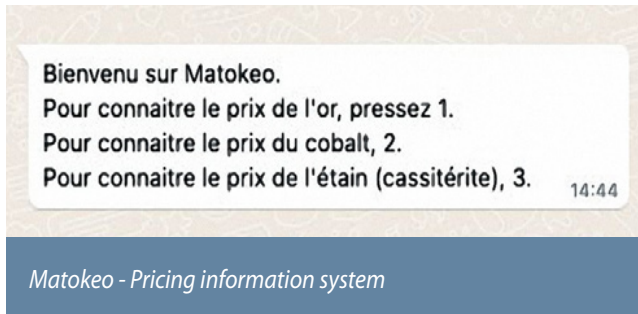 Bienvenu sur Matokeo.
Pour connaitre le prix de l'or, pressez 1.
Pour connaitre le prix du cobalt, 2.
Pour connaitre le prix de l'étain (cassitérite), 3.
14:44
Matokeo - Pricing information system